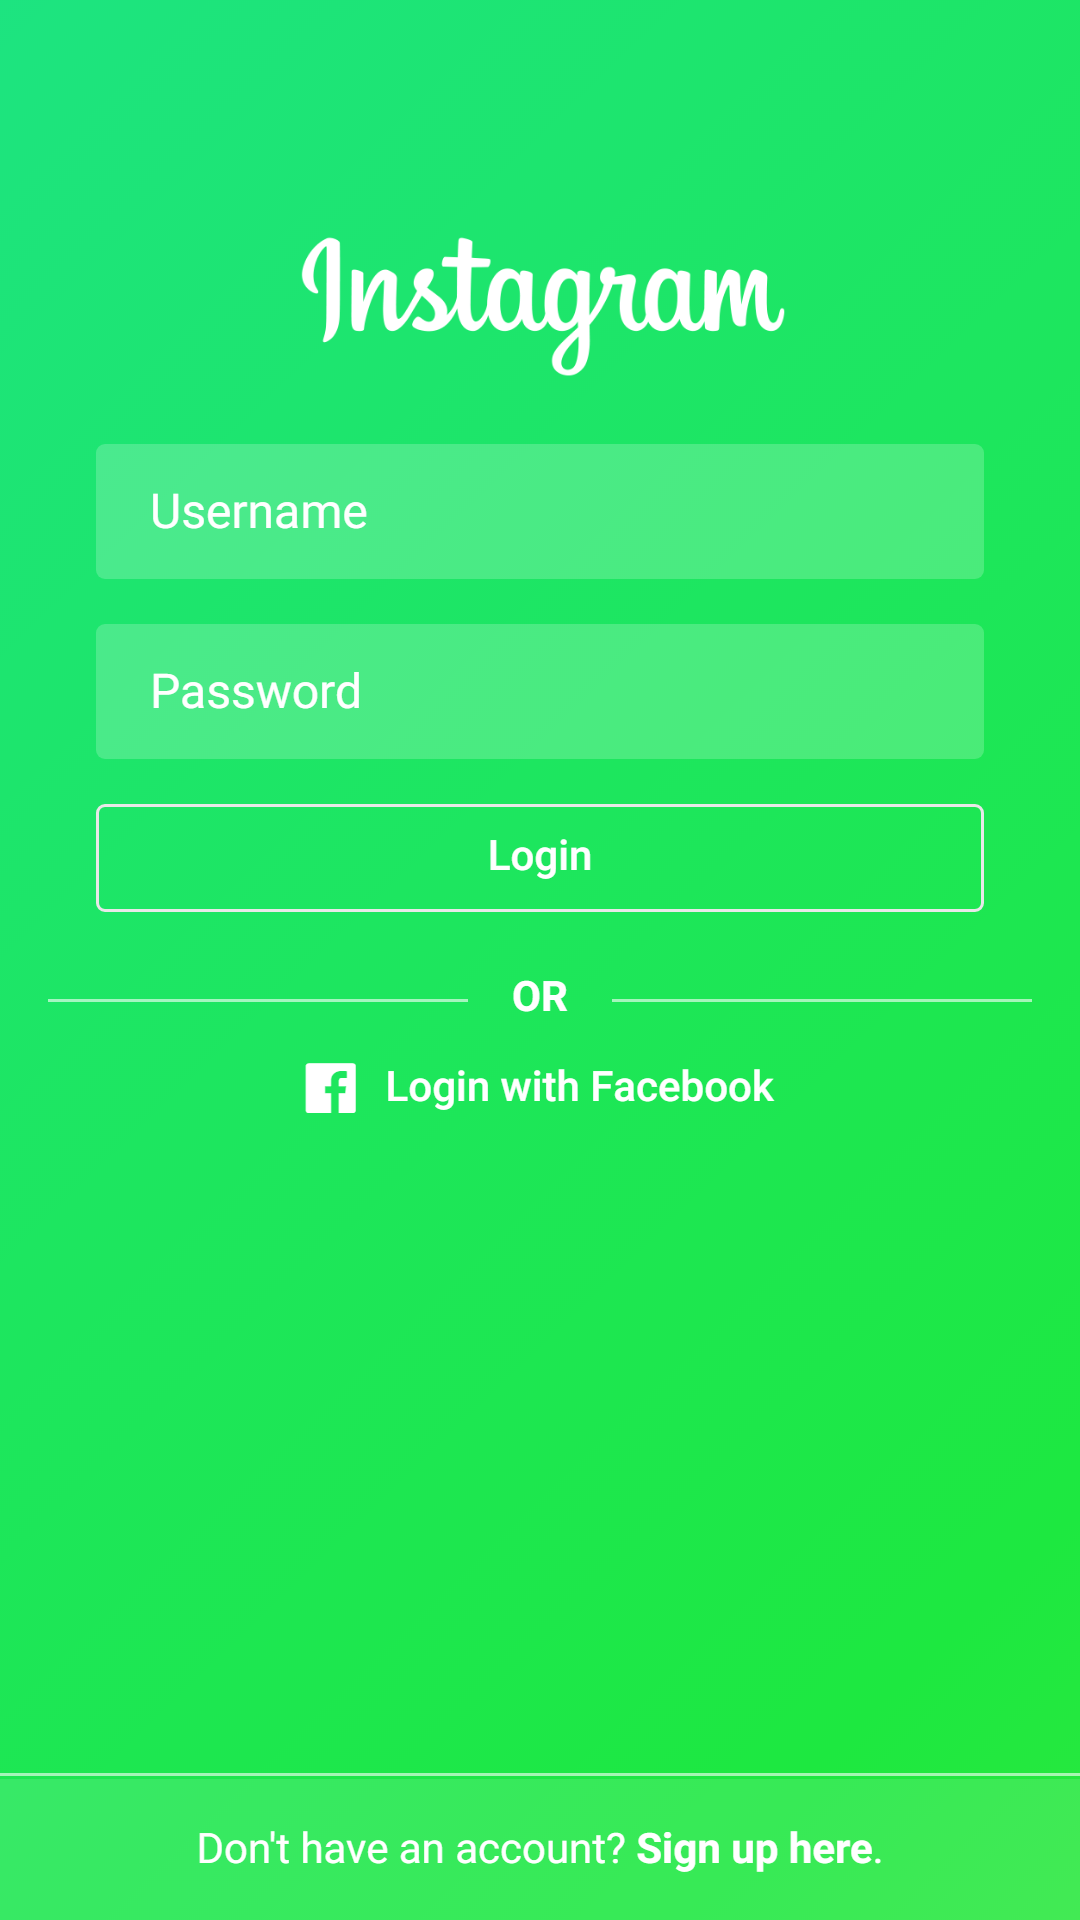 Instagram
Username
Password
Login
OR
Login with Facebook
Don't have an account? Sign up here.